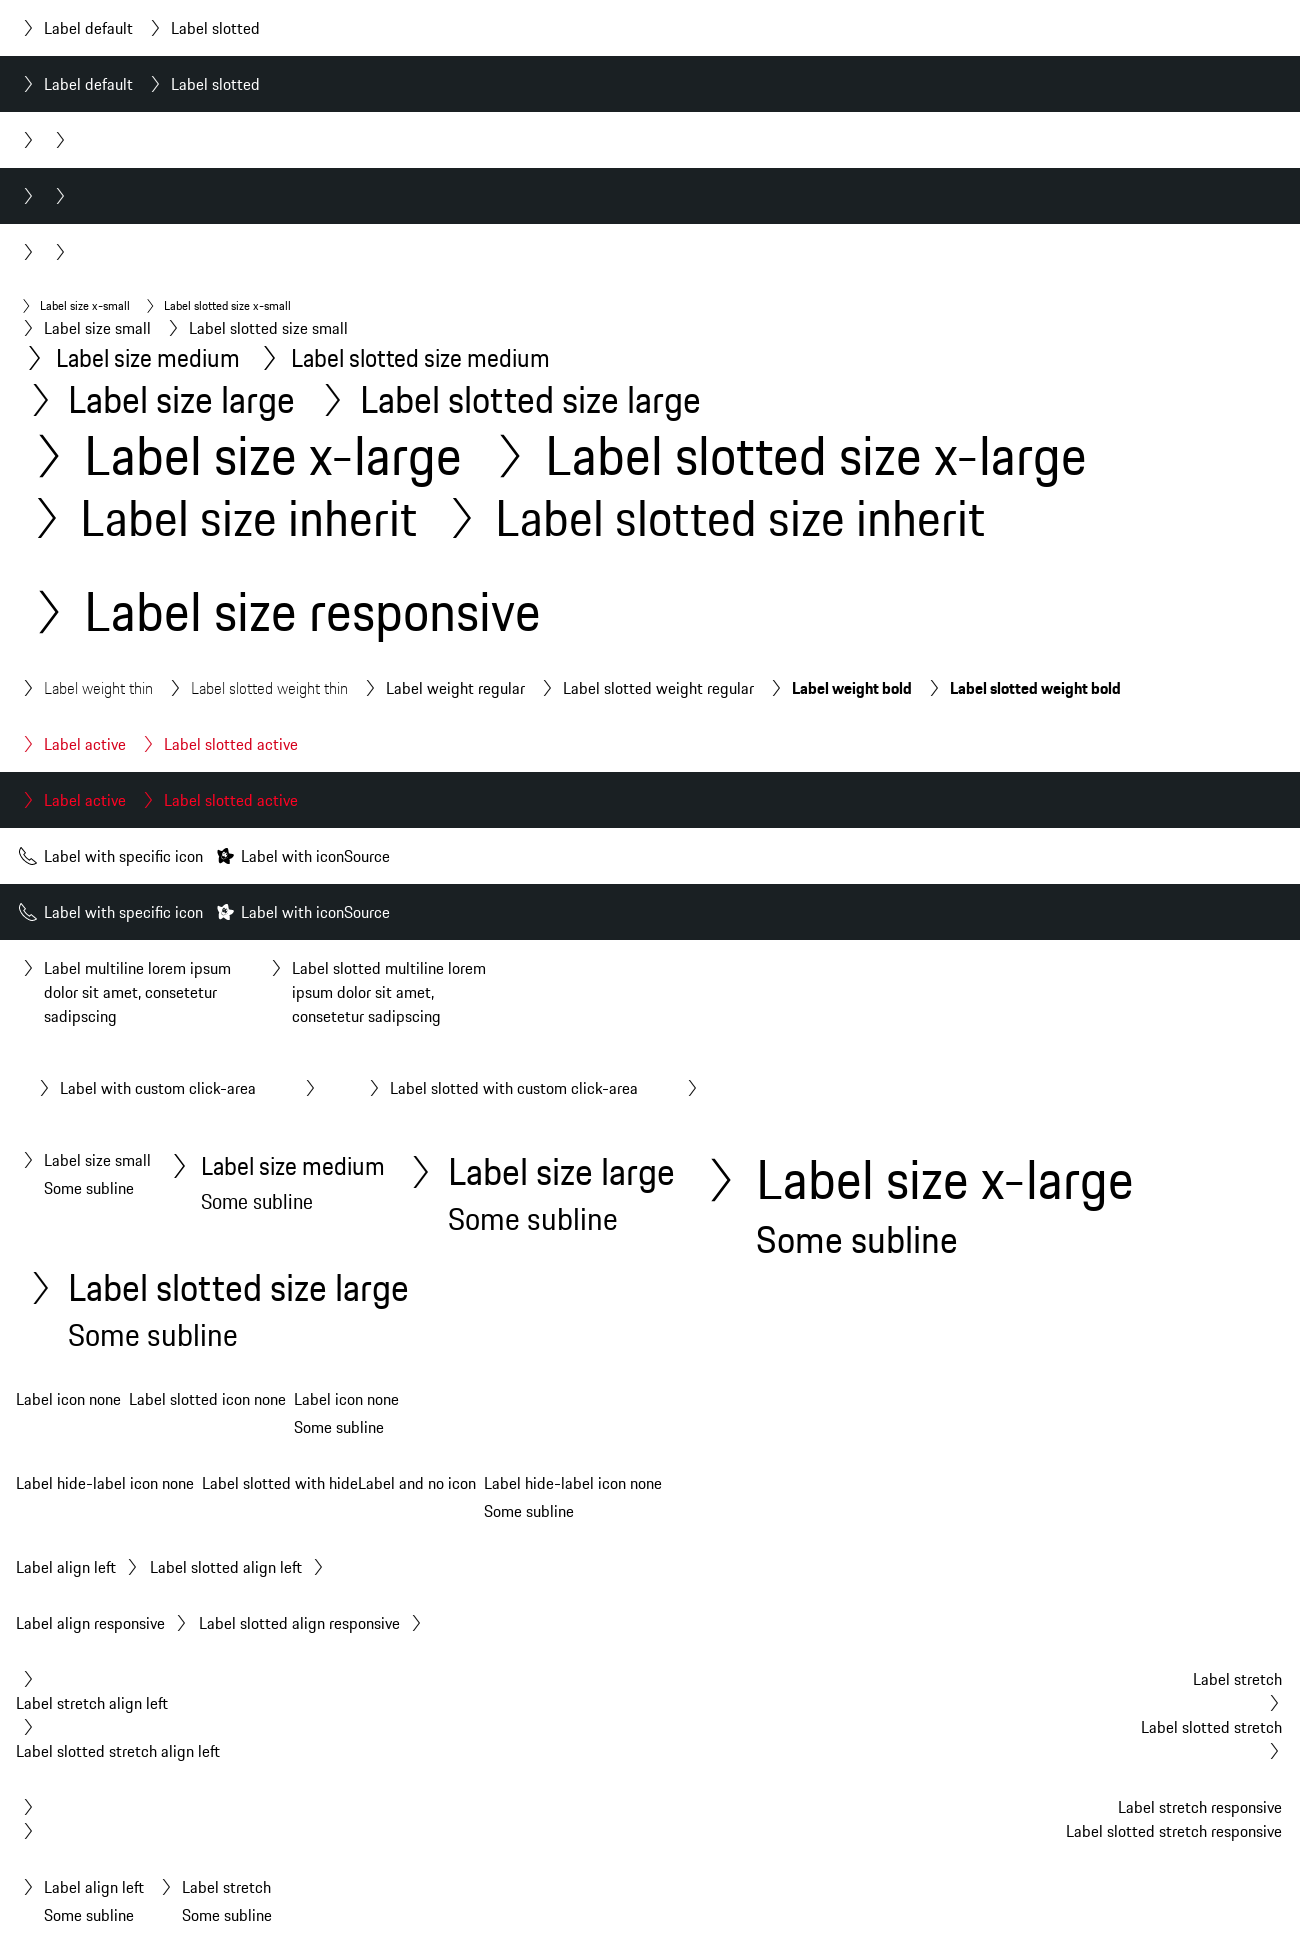 Label default Label slotted
Label default Label slotted
Label size x-small Label slotted size x-small
Label size small Label slotted size small
Label size medium Label slotted size medium
Label size large Label slotted size large
Label size x-large Label slotted size x-large
Label size inherit Label slotted size inherit
Label size responsive
Label weight thin Label slotted weight thin Label weight regular Label slotted weight regular Label weight bold Label slotted weight bold
Label active Label slotted active
Label active Label slotted active
Label with specific icon Label with iconSource
Label with specific icon Label with iconSource
Label multiline lorem ipsum
dolor sit amet, consetetur
sadipscing
Label slotted multiline lorem
ipsum dolor sit amet,
consetetur sadipscing
Label with custom click-area Label slotted with custom click-area
Label size small
Some subline
Label size medium
Some subline
Label size large
Some subline
Label size x-large
Some subline
Label slotted size large
Some subline
Label icon none Label slotted icon none Label icon none
Some subline
Label hide-label icon none Label slotted with hideLabel and no icon Label hide-label icon none
Some subline
Label align left Label slotted align left
Label align responsive Label slotted align responsive
Label stretch
Label stretch align left
Label slotted stretch
Label slotted stretch align left
Label stretch responsive
Label slotted stretch responsive
Label align left
Some subline
Label stretch
Some subline